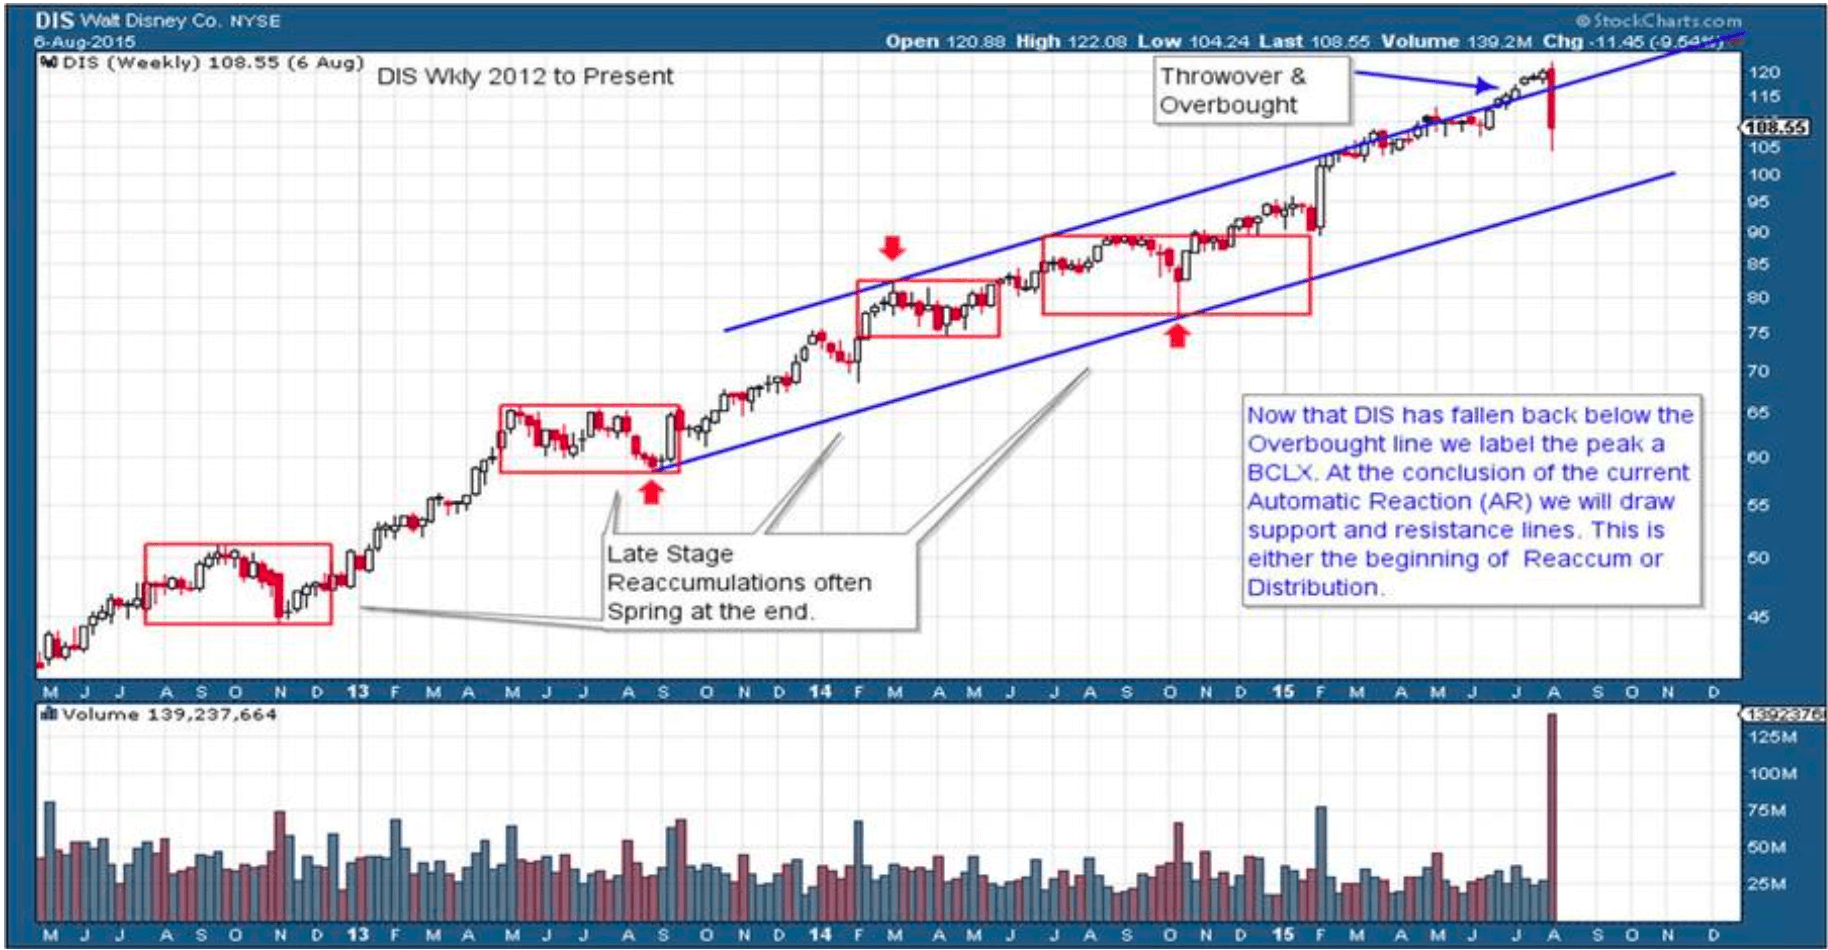 DIS Walt Disney Co. NYSE
© StockCharts.com
6-Aug-2015
Open 120.88 High 122.08 Low 104.24 Last 108.55 Volume 139.2M Chg -11.45 (-9.54%)
DIS (Weekly) 108.55 (6 Aug)
DIS Wkly 2012 to Present
Throwover &
Overbought
120
115
108.55
105
100
95
90
85
80
75
70
65
60
55
50
45
Now that DIS has fallen back below the
Overbought line we label the peak a
BCLX. At the conclusion of the current
Automatic Reaction (AR) we will draw
support and resistance lines. This is
either the beginning of Reaccum or
Distribution.
Late Stage
Reaccumulations often
Spring at the end.
M J J A S O N D 13 F M A M J J A S O N D 14 F M A M J J A S O N D 15 F M A M J J A S O N D
Volume 139,237,664
125M
100M
75M
50M
25M
M J J A S O N D 13 F M A M J J A S O N D 14 F M A M J J A S O N D 15 F M A M J J A S O N D